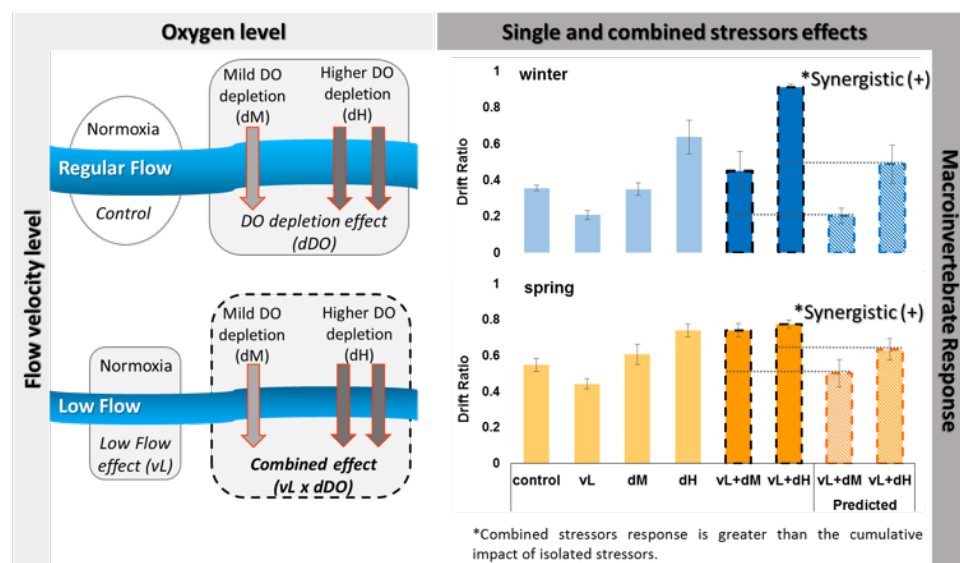 Oxygen level
Single and combined stressors effects
Flow velocity level
Normoxia
Regular Flow
Control
Mild DO
depletion
(dM)
Higher DO
depletion
(dH)
DO depletion effect
(dDO)
Normoxia
Low Flow
Low Flow
effect (vL)
Mild DO
depletion
(dM)
Higher DO
depletion
(dH)
Combined effect
(vL x dDO)
winter
*Synergistic (+)
Drift Ratio
1
0.8
0.6
0.4
0.2
0
spring
*Synergistic (+)
Drift Ratio
1
0.8
0.6
0.4
0.2
0
control vL dM dH vL+dM vL+dH vL+dM vL+dH
Predicted
*Combined stressors response is greater than the cumulative
impact of isolated stressors.
Macroinvertebrate Response